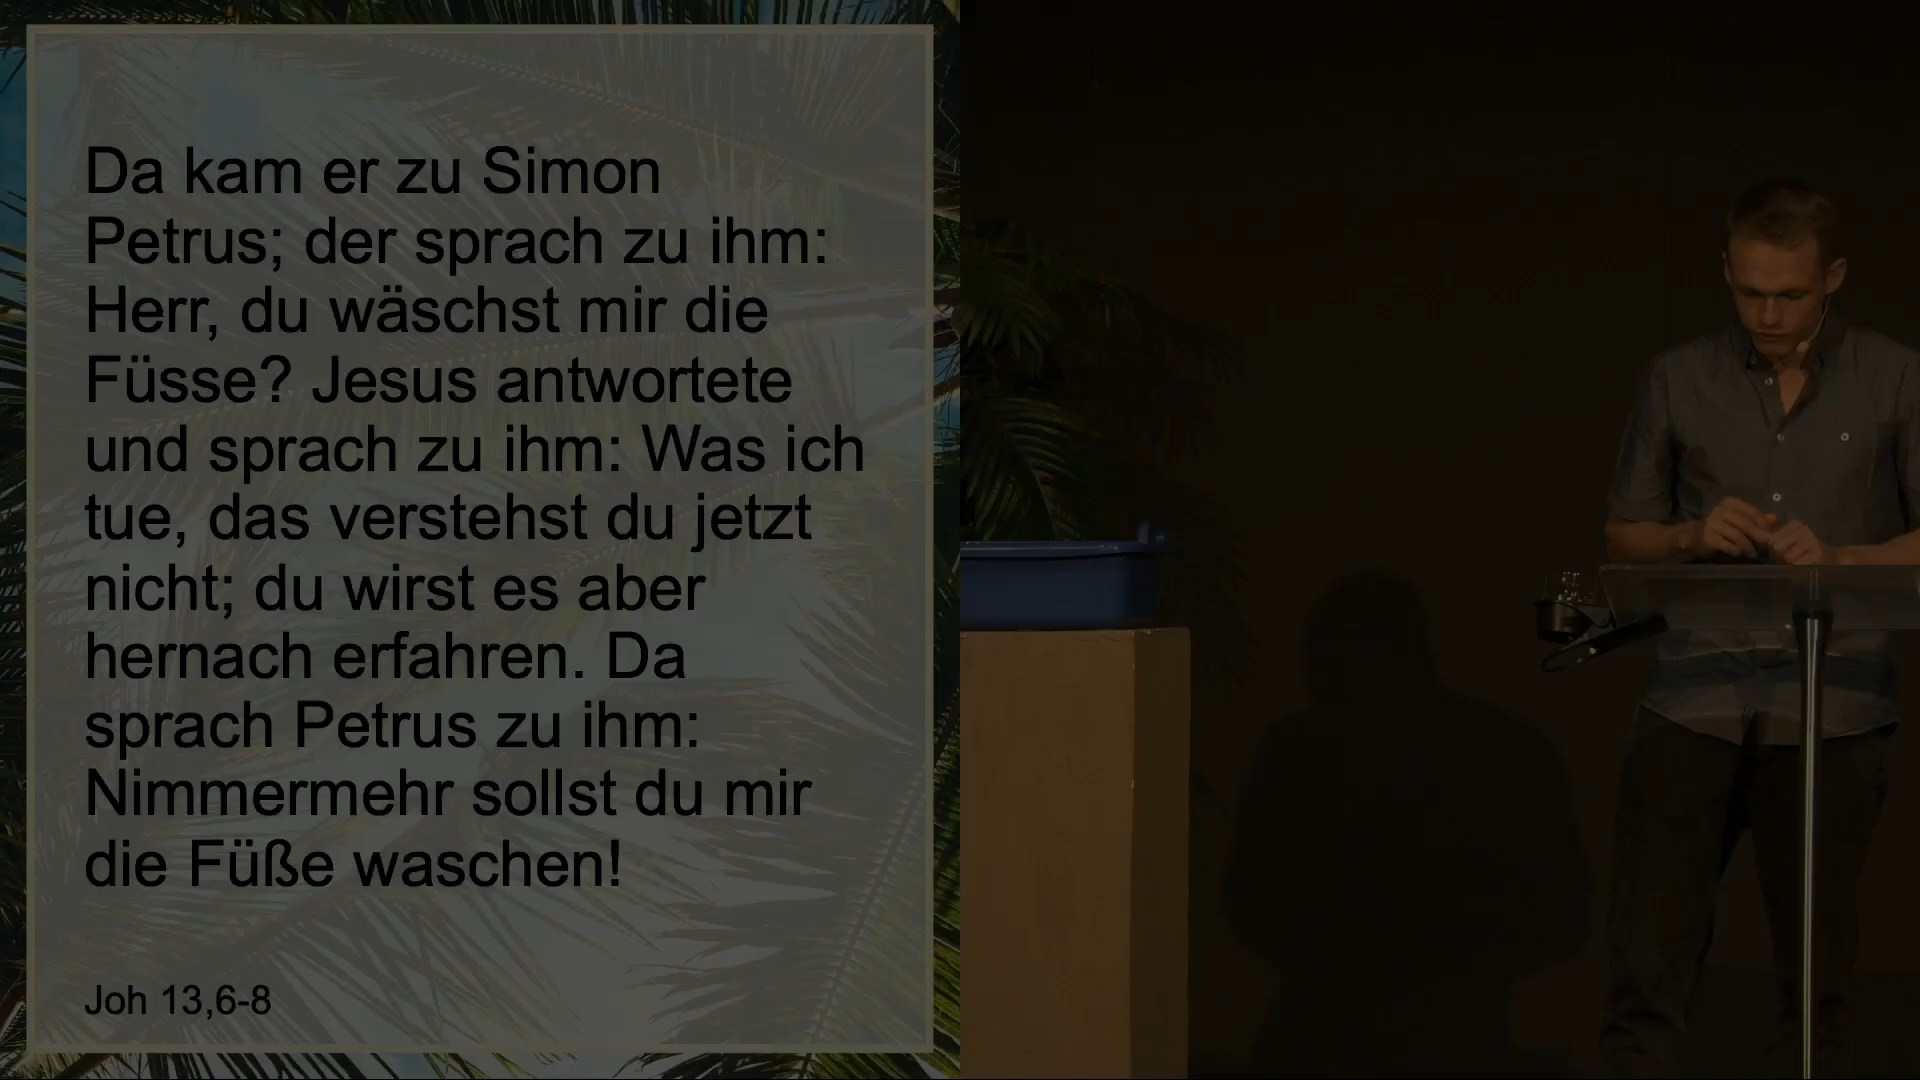 Da kam er zu Simon
Petrus; der sprach zu ihm:
Herr, du wäschst mir die
Füsse? Jesus antwortete
und sprach zu ihm: Was ich
tue, das verstehst du jetzt
nicht; du wirst es aber
hernach erfahren. Da
sprach Petrus zu ihm:
Nimmermehr sollst du mir
die Füße waschen!
Joh 13,6-8